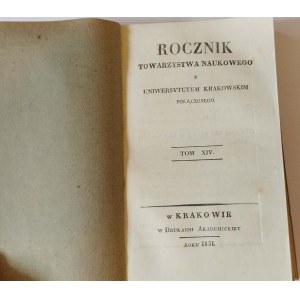 ROCZNIK
TOWARZYSTWA NAUKOWEGO
Z
UNIWERSYTETEM KRAKOWSKIM
POŁĄCZONEGO.
TOM XIV.
w KRAKOWIE
w Drukarni Akademickiey
Roku 1831.